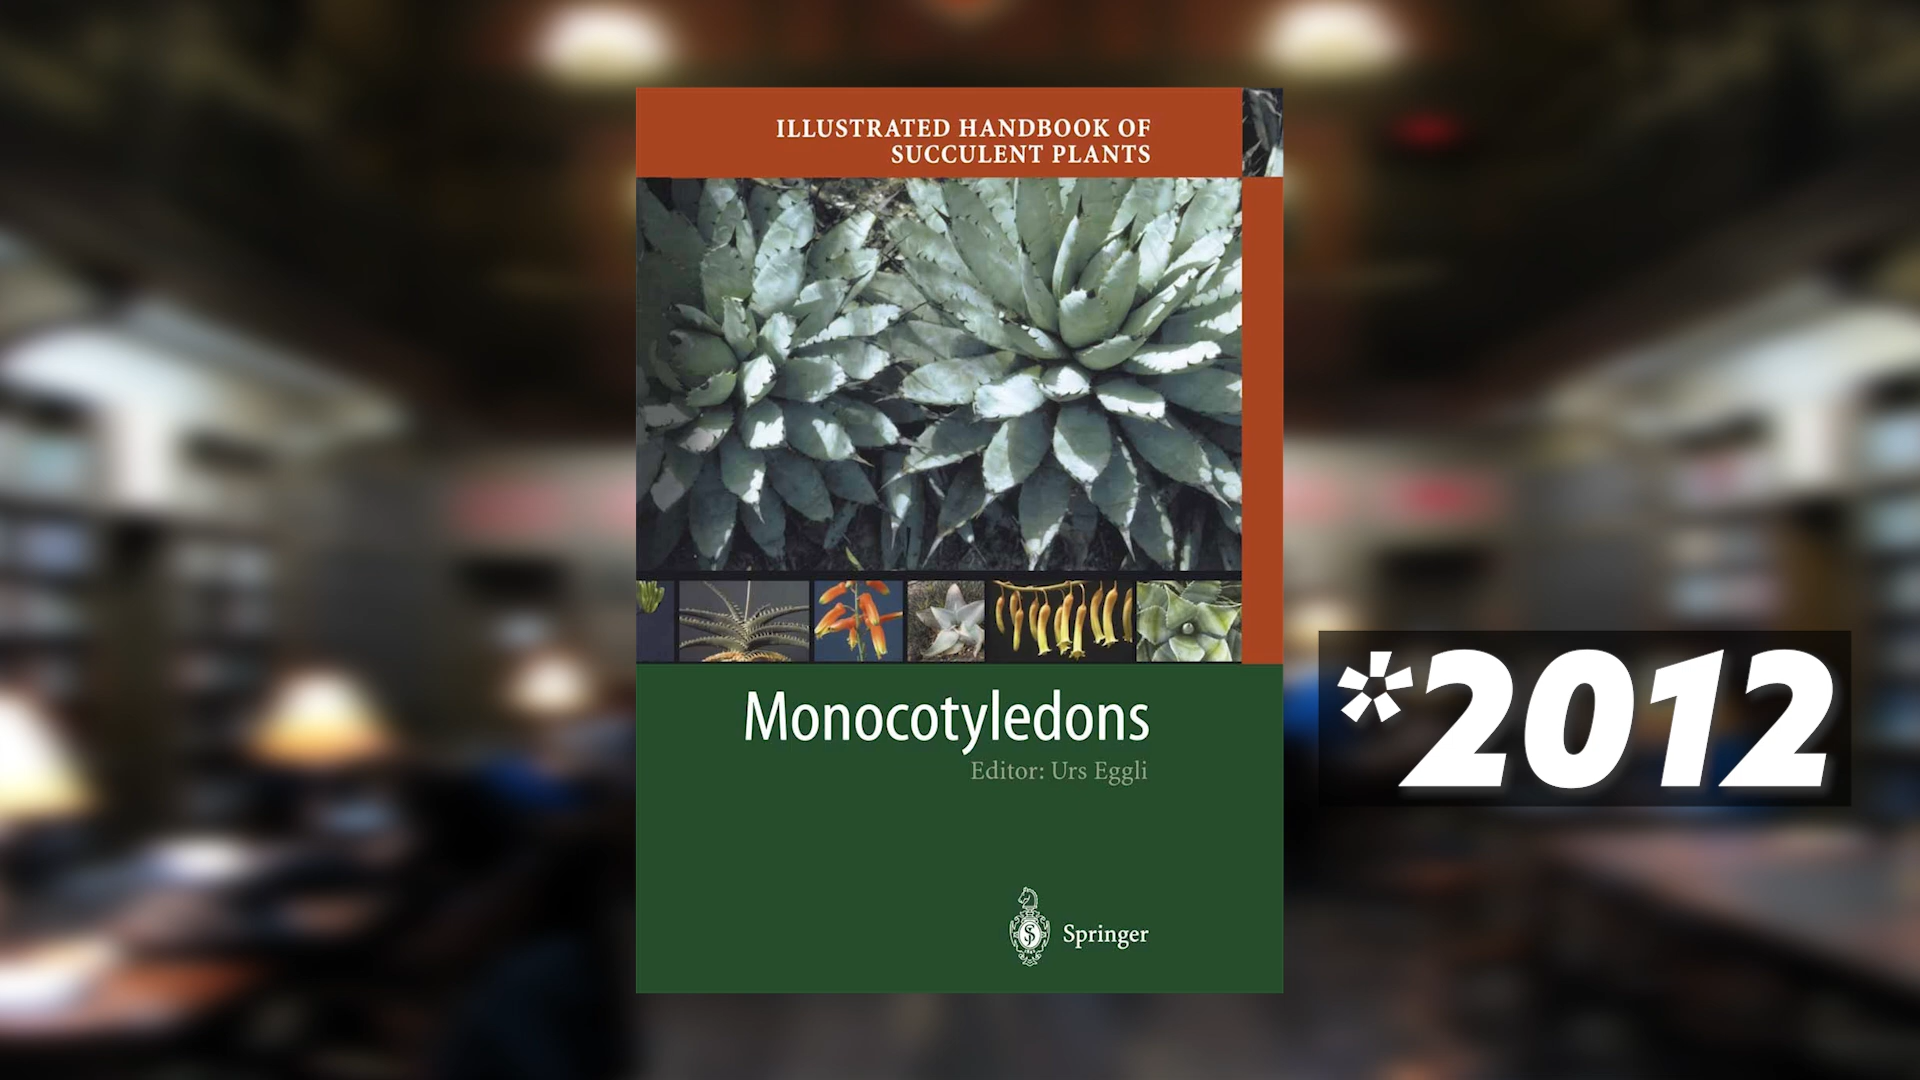 ILLUSTRATED HANDBOOK OF
SUCCULENT PLANTS
Monocotyledons
Editor: Urs Eggli
Springer
*2012